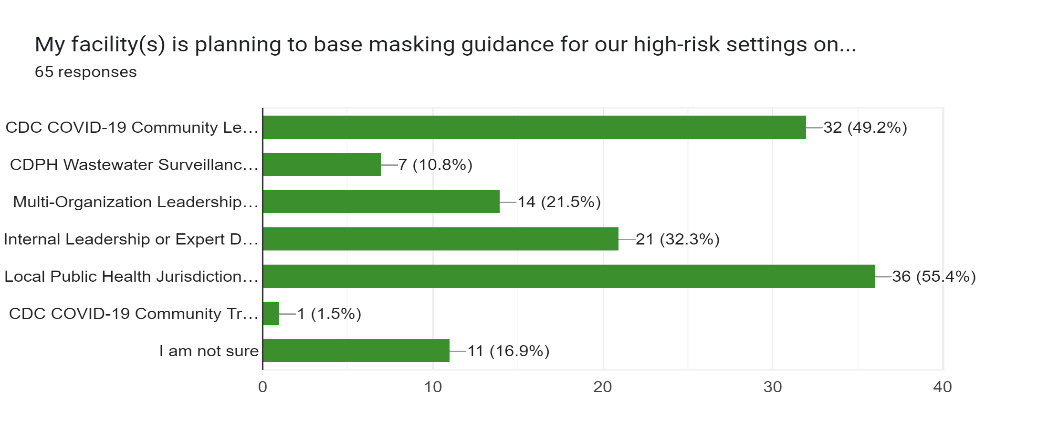 My facility(s) is planning to base masking guidance for our high-risk settings on...
65 responses
CDC COVID-19 Community Le… 32 (49.2%)
CDPH Wastewater Surveillanc… 7 (10.8%)
Multi-Organization Leadership… 14 (21.5%)
Internal Leadership or Expert D… 21 (32.3%)
Local Public Health Jurisdiction… 36 (55.4%)
CDC COVID-19 Community Tr… 1 (1.5%)
I am not sure 11 (16.9%)
0 10 20 30 40